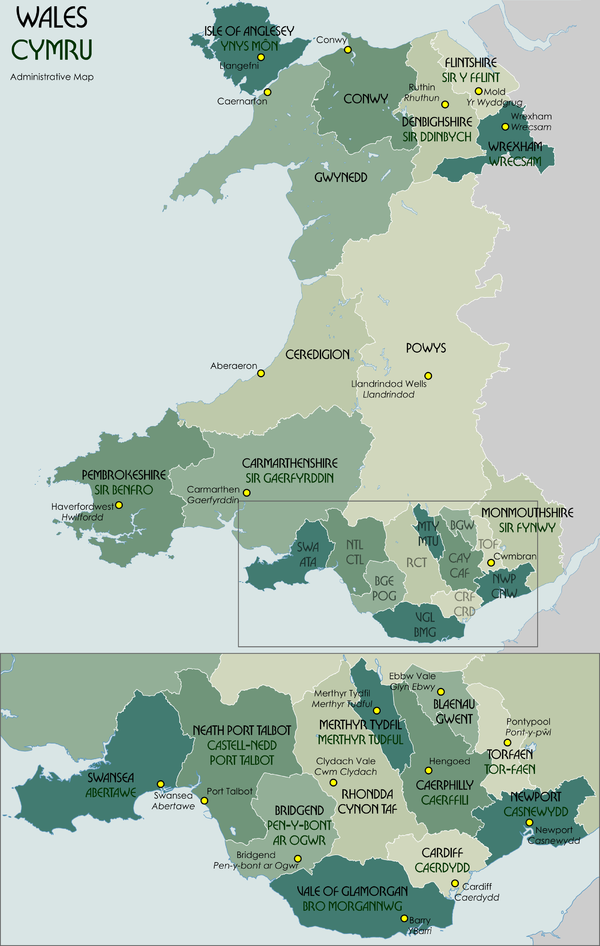 WALES
CYMRU
Administrative Map
ISLE OF ANGLESEY
YNYS MÔN
Llangefni
Caernarfon
Conwy
CONWY
GWYNEDD
FLINTSHIRE
SIR Y FFLINT
Mold
Yr Wyddgrug
Ruthin
Rhuthun
DENBIGHSHIRE
SIR DDINBYCH
Wrexham
Wrecsam
WREXHAM
WRECSAM
Aberaeron
CEREDIGION
POWYS
Llandrindod Wells
Llandrindod
PEMBROKESHIRE
SIR BENFRO
Haverfordwest
Hwlffordd
CARMARTHENSHIRE
SIR GAERFYRDDIN
Carmarthen
Gaerfyrddin
MONMOUTHSHIRE
SIR FYNWY
Cwmbran
SWA
ATA
NTL
CTL
BGE
POG
RCT
MTY
MTU
BGW
CAY
CAF
TOF
NWP
CNW
CRF
CRD
VGL
BMG
SWANSEA
ABERTAWE
Swansea
Abertawe
NEATH PORT TALBOT
CASTELL-NEDD
PORT TALBOT
Port Talbot
BRIDGEND
PEN-Y-BONT
AR OGWR
Bridgend
Pen-y-bont ar Ogwr
Merthyr Tydfil
Merthyr Tudful
MERTHYR TYDFIL
MERTHYR TUDFUL
Clydach Vale
Cwm Clydach
RHONDDA
CYNON TAF
Ebbw Vale
Glyn Ebwy
BLAENAU
GWENT
Hengoed
CAERPHILLY
CAERFFILI
Pontypool
Pont-y-pŵl
TORFAEN
TOR-FAEN
NEWPORT
CASNEWYDD
Newport
Casnewydd
CARDIFF
CAERDYDD
Cardiff
Caerdydd
VALE OF GLAMORGAN
BRO MORGANNWG
Barry
Y Barri